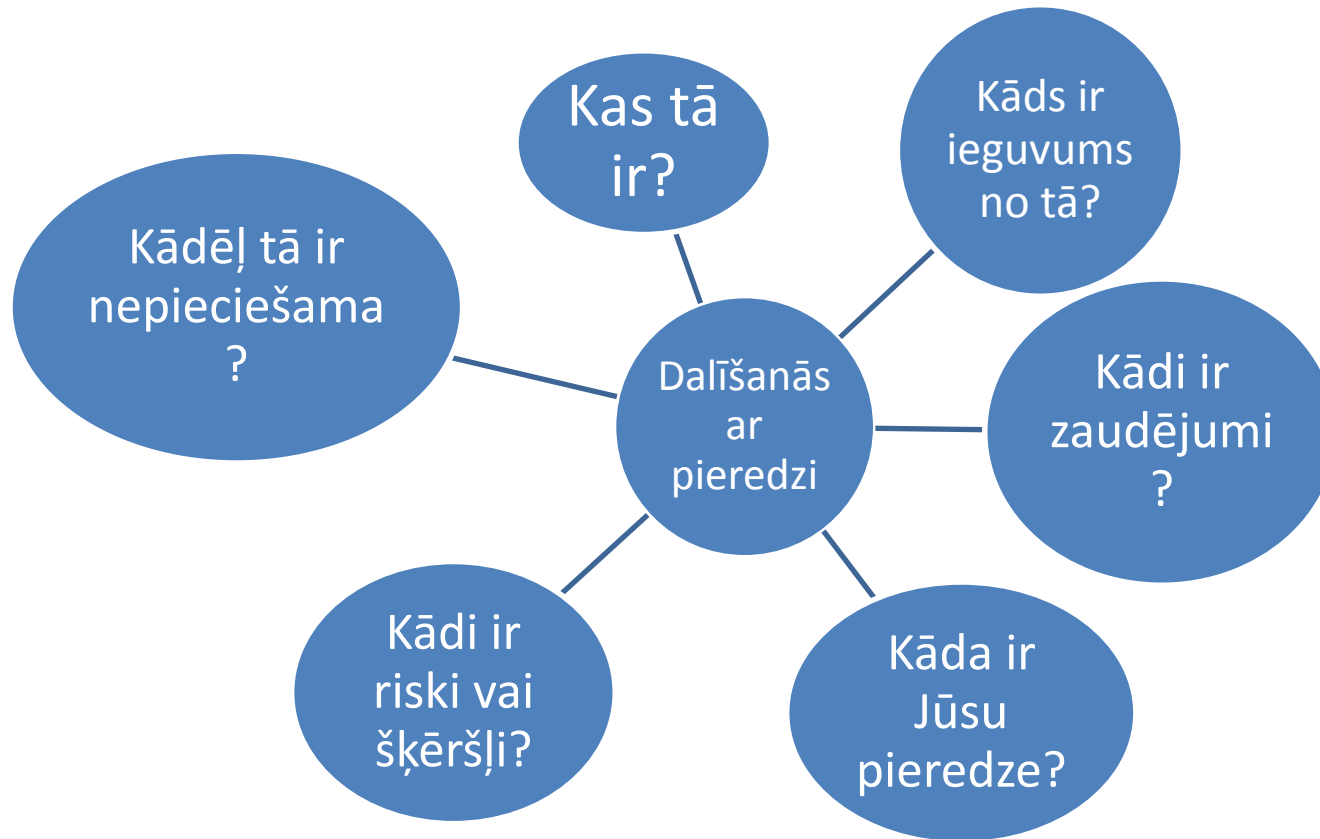 Kas tā
ir?
Kāds ir
ieguvums
no tā?
Kādēļ tā ir
nepieciešama
?
Dalīšanās
ar
pieredzi
Kādi ir
zaudējumi
?
Kādi ir
riski vai
šķēršļi?
Kāda ir
Jūsu
pieredze?